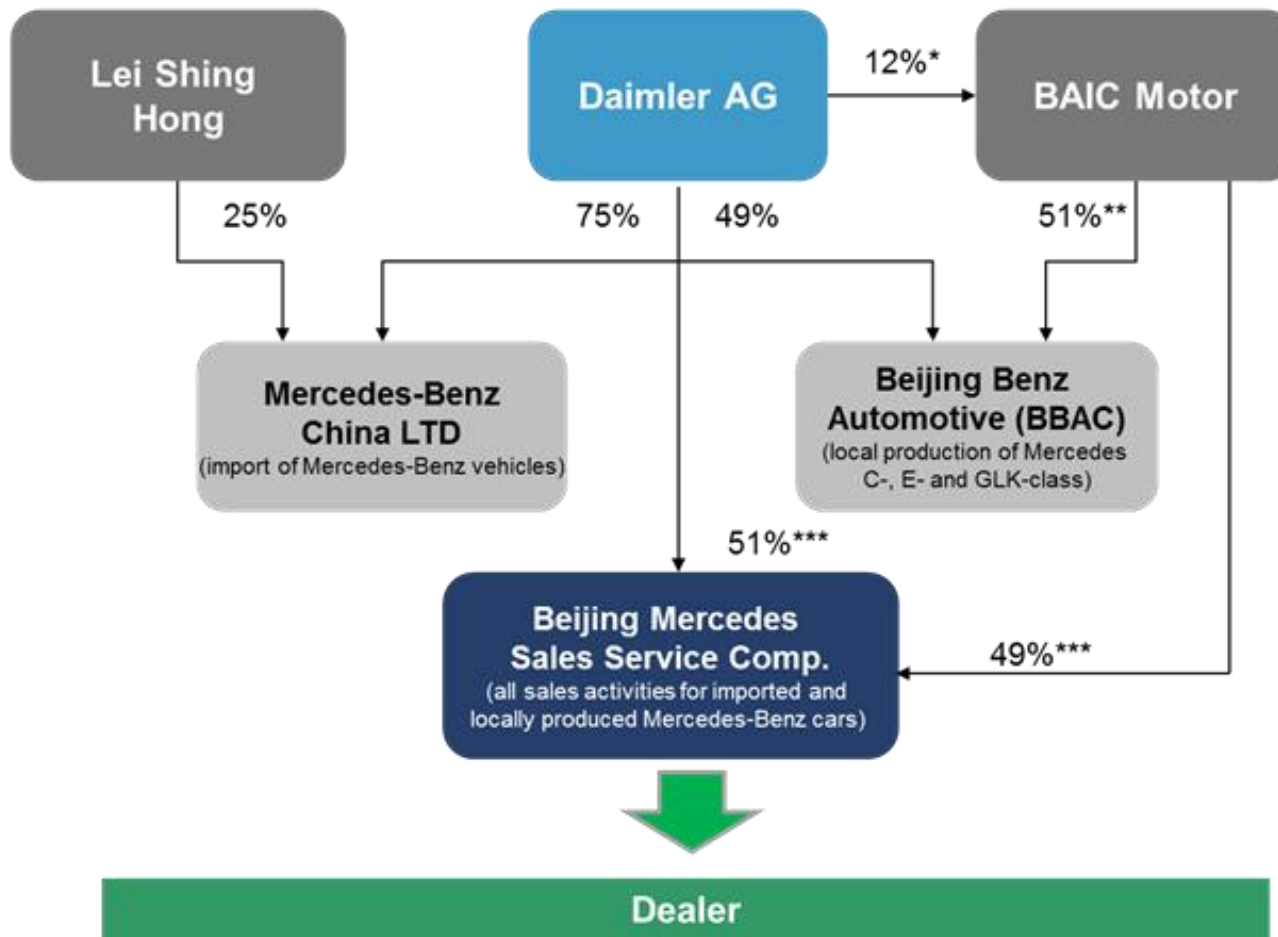 Lei Shing
Hong
Daimler AG
12%*
BAIC Motor
25%
75%
49%
51%**
Mercedes-Benz
China LTD
(import of Mercedes-Benz vehicles)
Beijing Benz
Automotive (BBAC)
(local production of Mercedes
C-, E- and GLK-class)
51%***
Beijing Mercedes
Sales Service Comp.
(all sales activities for imported and
locally produced Mercedes-Benz cars)
49%***
Dealer